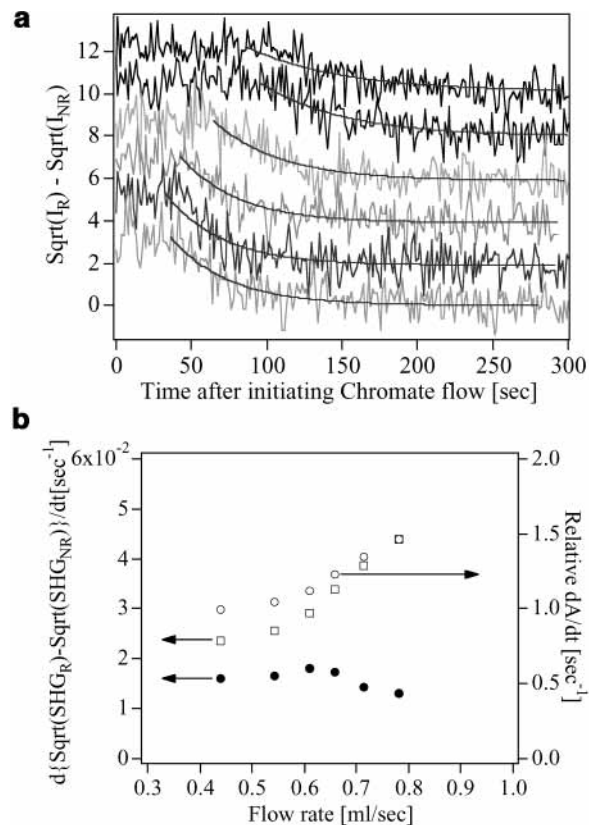 a
12
10
8
6
4
2
0
Sqrt(I_R) - Sqrt(I_NR)
0 50 100 150 200 250 300
Time after initiating Chromate flow [sec]
b
6x10^-2
5
4
3
2
1
0
d{Sqrt(SHG_R)-Sqrt(SHG_NR)}/dt[sec^-1]
2.0
1.5
1.0
0.5
0.0
Relative dA/dt [sec^-1]
0.3 0.4 0.5 0.6 0.7 0.8 0.9 1.0
Flow rate [ml/sec]